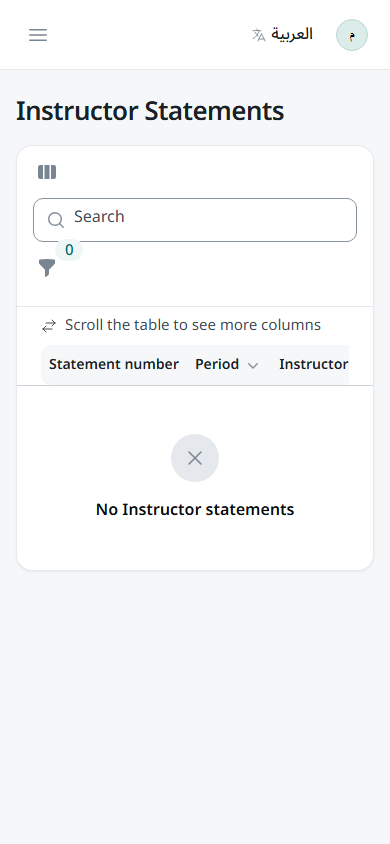 العربية
م
Instructor Statements
Search
0
Scroll the table to see more columns
Statement number Period Instructor
No Instructor statements